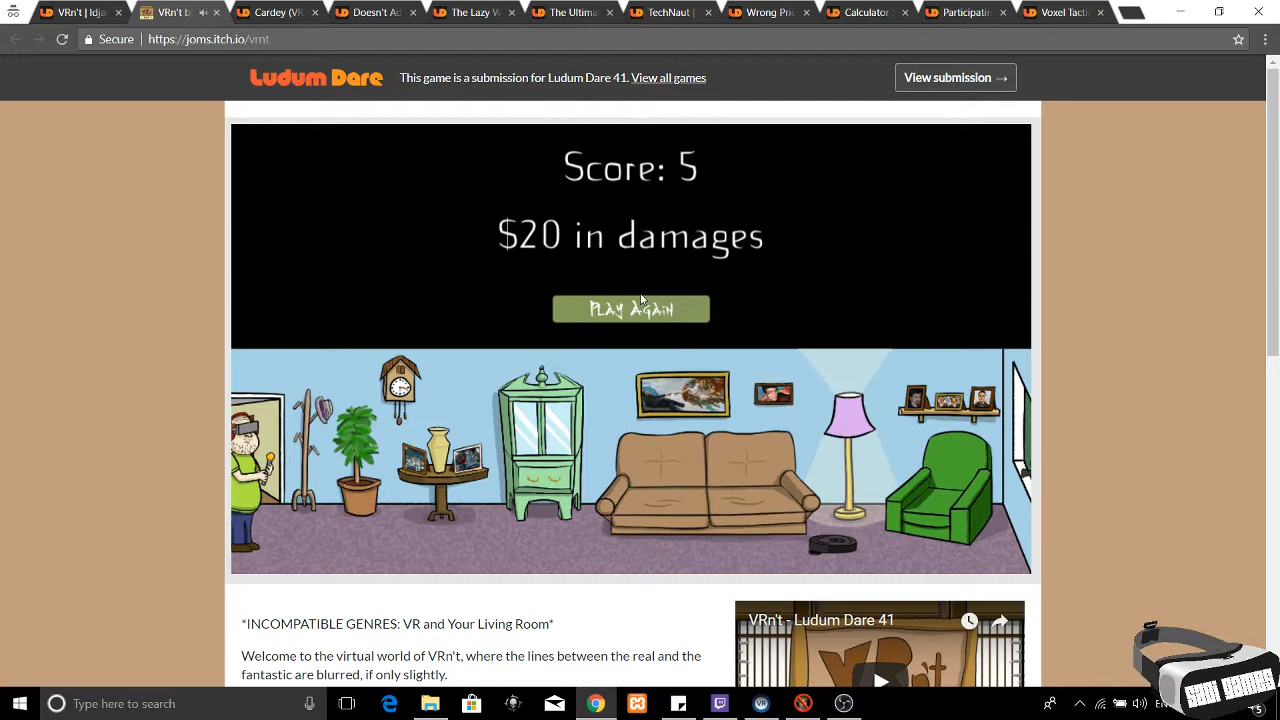 VRn't | ldjam
VRn't b
Cardey (VR
Doesn't Ad
The Lazy W
The Ultima
TechNaut |
Wrong Pric
Calculator S
Participatin
Voxel Tacti
Secure | https://joms.itch.io/vrnt
LUDUM DARE This game is a submission for Ludum Dare 41. View all games View submission →
Score: 5
$20 in damages
Play Again
*INCOMPATIBLE GENRES: VR and Your Living Room*
Welcome to the virtual world of VRn't, where the lines between the real and the
fantastic are blurred, if only slightly.
VRn't - Ludum Dare 41
VRn't
Type here to search